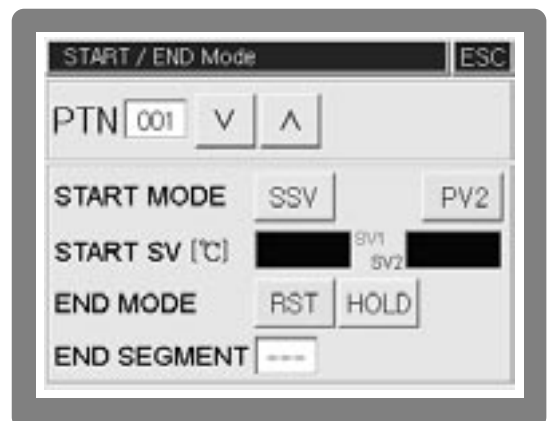 START / END Mode ESC
PTN 001 ∨ ∧
START MODE SSV PV2
START SV [℃] SV1 SV2
END MODE RST HOLD
END SEGMENT ---